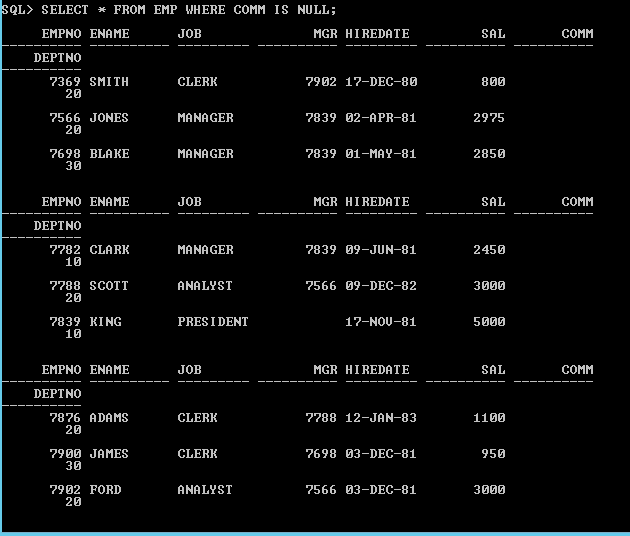 SQL> SELECT * FROM EMP WHERE COMM IS NULL;
EMPNO ENAME JOB MGR HIREDATE SAL COMM
DEPTNO
7369 SMITH CLERK 7902 17-DEC-80 800
20
7566 JONES MANAGER 7839 02-APR-81 2975
20
7698 BLAKE MANAGER 7839 01-MAY-81 2850
30
EMPNO ENAME JOB MGR HIREDATE SAL COMM
DEPTNO
7782 CLARK MANAGER 7839 09-JUN-81 2450
10
7788 SCOTT ANALYST 7566 09-DEC-82 3000
20
7839 KING PRESIDENT 17-NOV-81 5000
10
EMPNO ENAME JOB MGR HIREDATE SAL COMM
DEPTNO
7876 ADAMS CLERK 7788 12-JAN-83 1100
20
7900 JAMES CLERK 7698 03-DEC-81 950
30
7902 FORD ANALYST 7566 03-DEC-81 3000
20